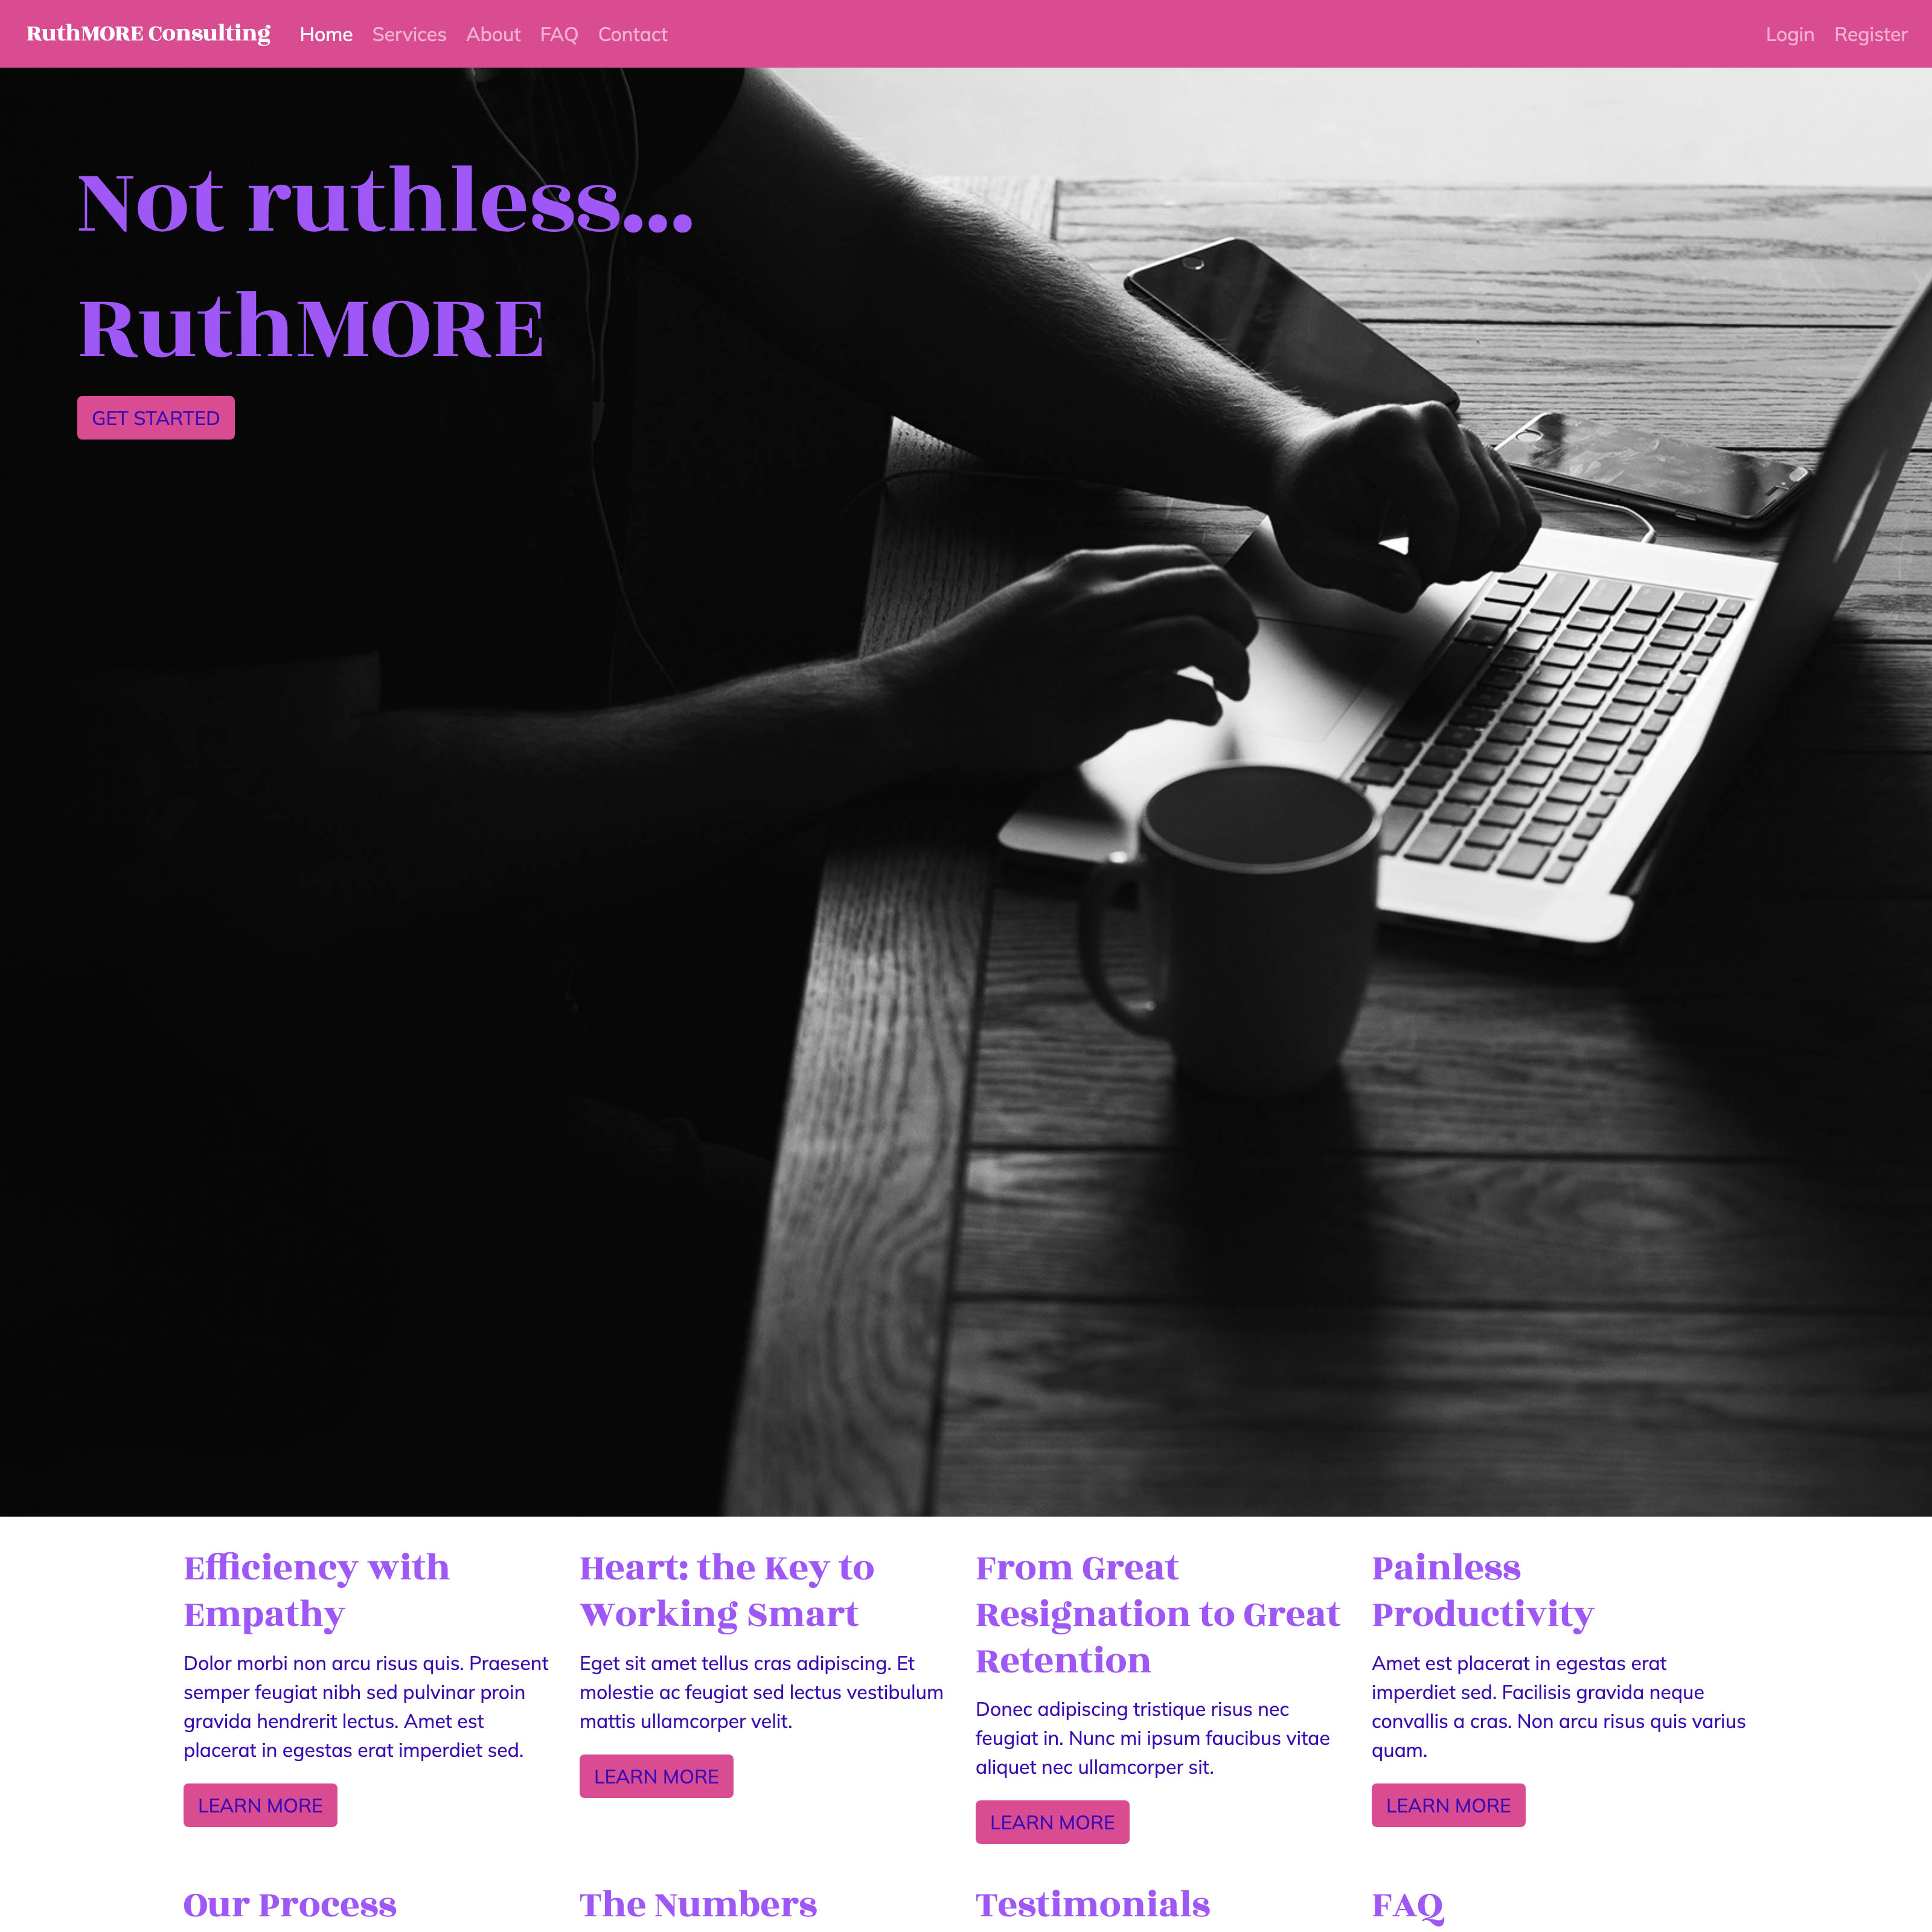 RuthMORE Consulting Home Services About FAQ Contact Login Register
Not ruthless...
RuthMORE
GET STARTED
Efficiency with
Empathy
Dolor morbi non arcu risus quis. Praesent
semper feugiat nibh sed pulvinar proin
gravida hendrerit lectus. Amet est
placerat in egestas erat imperdiet sed.
LEARN MORE
Heart: the Key to
Working Smart
Eget sit amet tellus cras adipiscing. Et
molestie ac feugiat sed lectus vestibulum
mattis ullamcorper velit.
LEARN MORE
From Great
Resignation to Great
Retention
Donec adipiscing tristique risus nec
feugiat in. Nunc mi ipsum faucibus vitae
aliquet nec ullamcorper sit.
LEARN MORE
Painless
Productivity
Amet est placerat in egestas erat
imperdiet sed. Facilisis gravida neque
convallis a cras. Non arcu risus quis varius
quam.
LEARN MORE
Our Process
The Numbers
Testimonials
FAQ